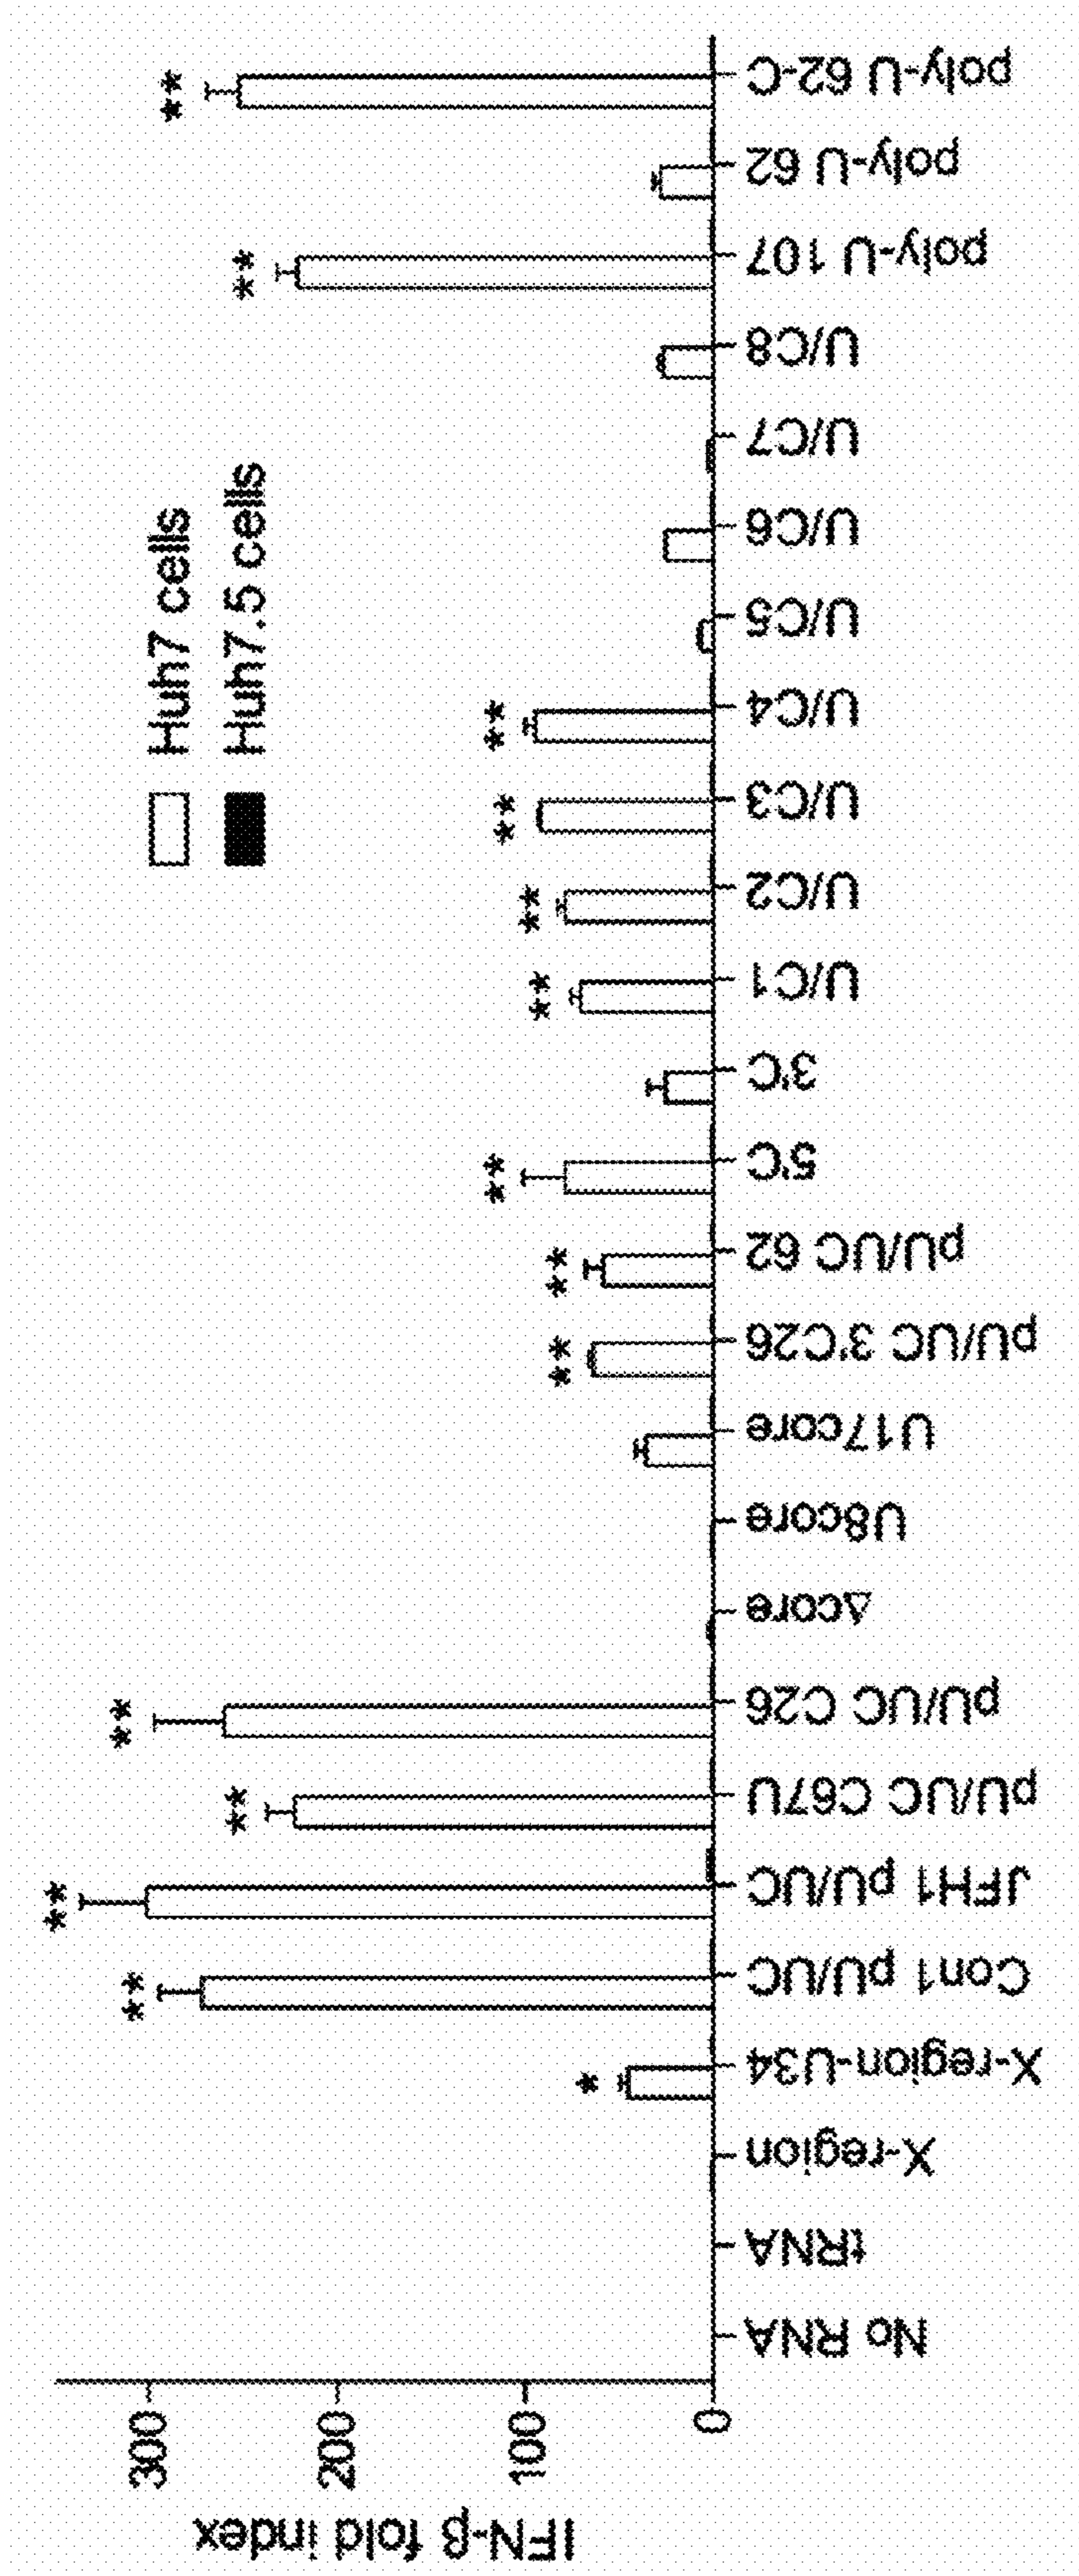 IFN-β fold index
300
200
100
0
Huh7 cells
Huh7.5 cells
**
**
**
**
**
**
**
**
**
**
**
**
**
*
No RNA
tRNA
X-region
X-region-U34
Con1 pU/UC
JFH1 pU/UC
pU/UC C67U
pU/UC C26
Δcore
U8core
U17core
pU/UC 3'C26
pU/UC 62
5'C
3'C
U/C1
U/C2
U/C3
U/C4
U/C5
U/C6
U/C7
U/C8
poly-U 107
poly-U 62
poly-U 62-C